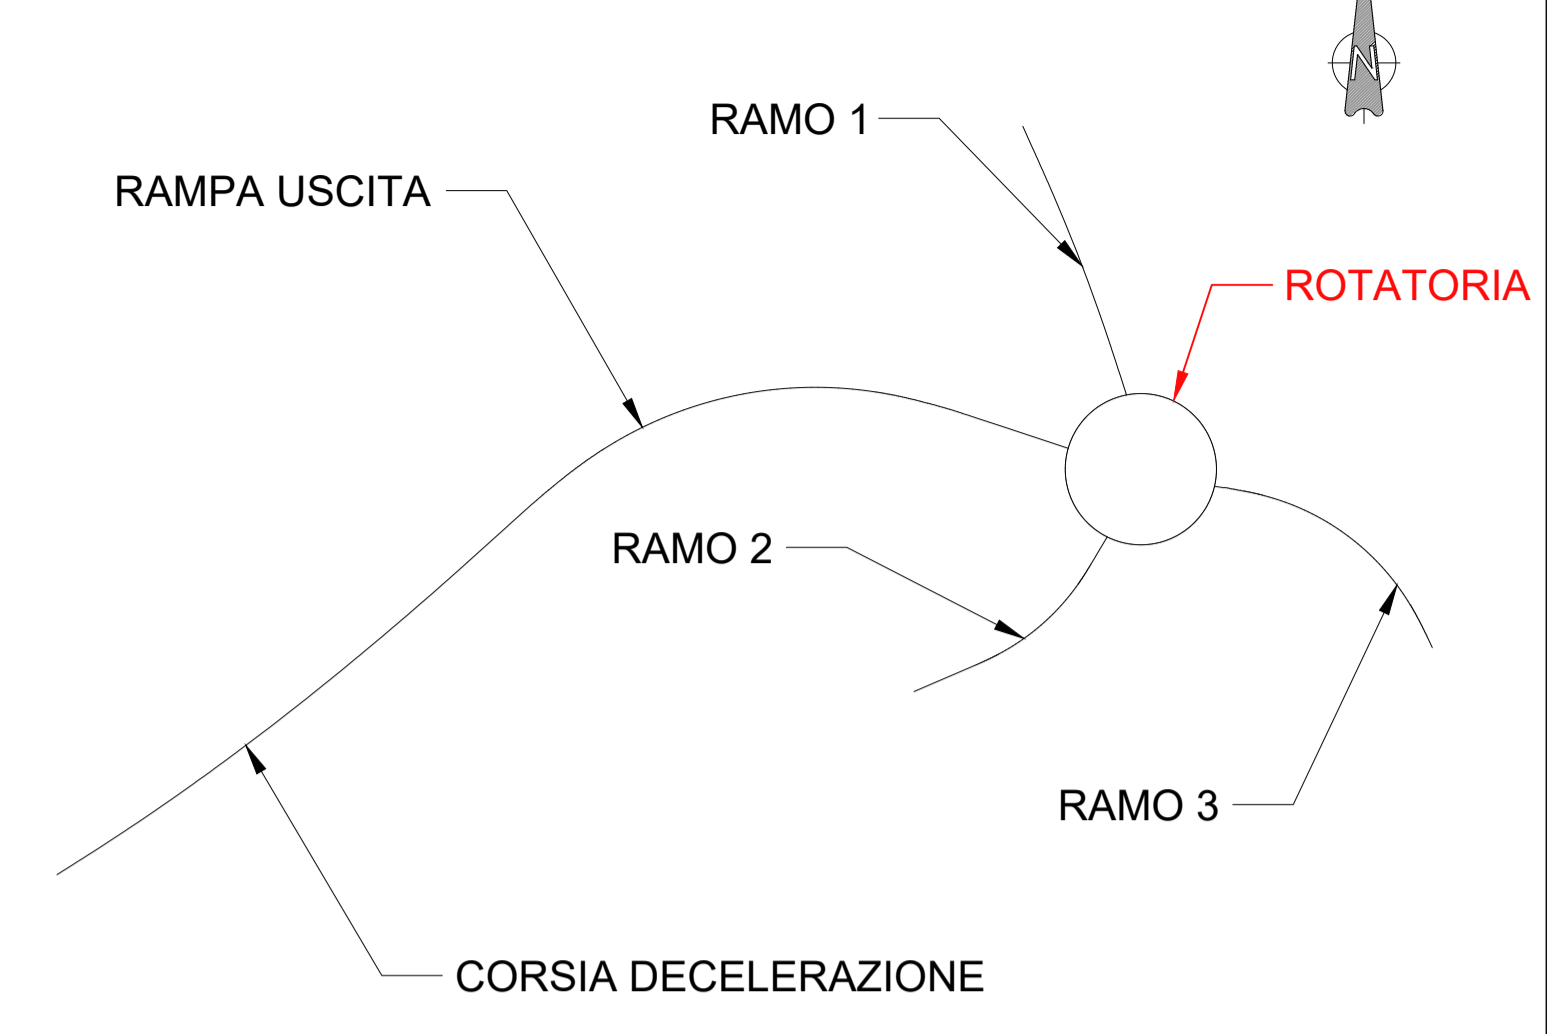 N
RAMO 1
RAMPA USCITA
ROTATORIA
RAMO 2
RAMO 3
CORSIA DECELERAZIONE